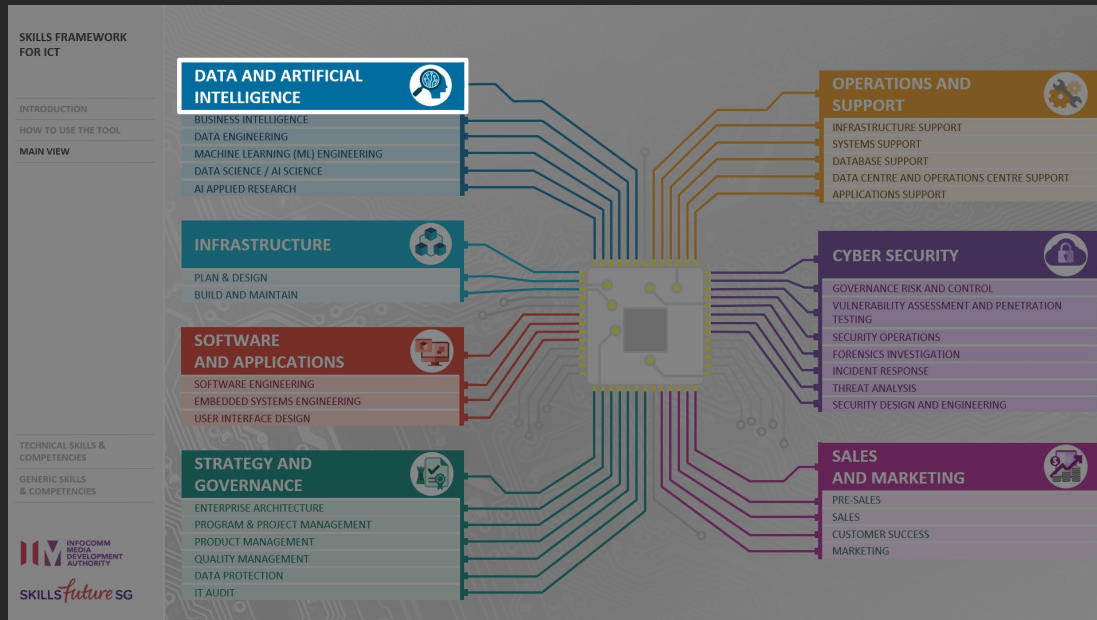 SKILLS FRAMEWORK
FOR ICT
INTRODUCTION
HOW TO USE THE TOOL
MAIN VIEW
TECHNICAL SKILLS &
COMPETENCIES
GENERIC SKILLS
& COMPETENCIES
INFOCOMM
MEDIA
DEVELOPMENT
AUTHORITY
SKILLS future SG
DATA AND ARTIFICIAL
INTELLIGENCE
BUSINESS INTELLIGENCE
DATA ENGINEERING
MACHINE LEARNING (ML) ENGINEERING
DATA SCIENCE / AI SCIENCE
AI APPLIED RESEARCH
INFRASTRUCTURE
PLAN & DESIGN
BUILD AND MAINTAIN
SOFTWARE
AND APPLICATIONS
SOFTWARE ENGINEERING
EMBEDDED SYSTEMS ENGINEERING
USER INTERFACE DESIGN
STRATEGY AND
GOVERNANCE
ENTERPRISE ARCHITECTURE
PROGRAM & PROJECT MANAGEMENT
PRODUCT MANAGEMENT
QUALITY MANAGEMENT
DATA PROTECTION
IT AUDIT
OPERATIONS AND
SUPPORT
INFRASTRUCTURE SUPPORT
SYSTEMS SUPPORT
DATABASE SUPPORT
DATA CENTRE AND OPERATIONS CENTRE SUPPORT
APPLICATIONS SUPPORT
CYBER SECURITY
GOVERNANCE RISK AND CONTROL
VULNERABILITY ASSESSMENT AND PENETRATION
TESTING
SECURITY OPERATIONS
FORENSICS INVESTIGATION
INCIDENT RESPONSE
THREAT ANALYSIS
SECURITY DESIGN AND ENGINEERING
SALES
AND MARKETING
PRE-SALES
SALES
CUSTOMER SUCCESS
MARKETING